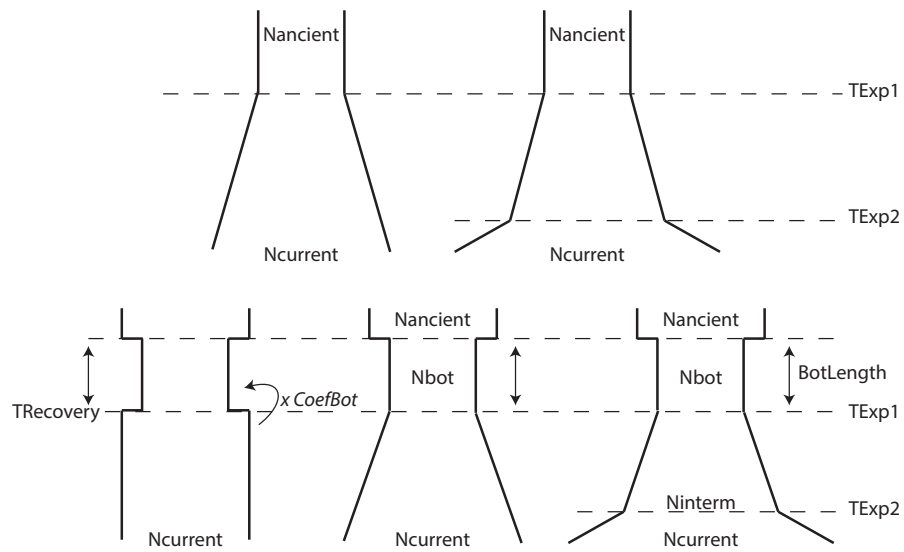 Nancient Nancient
TExp1
TExp2
Ncurrent Ncurrent
Nancient Nancient
Nbot Nbot BotLength
x CoefBot
TRecovery TExp1
Ninterm TExp2
Ncurrent Ncurrent Ncurrent